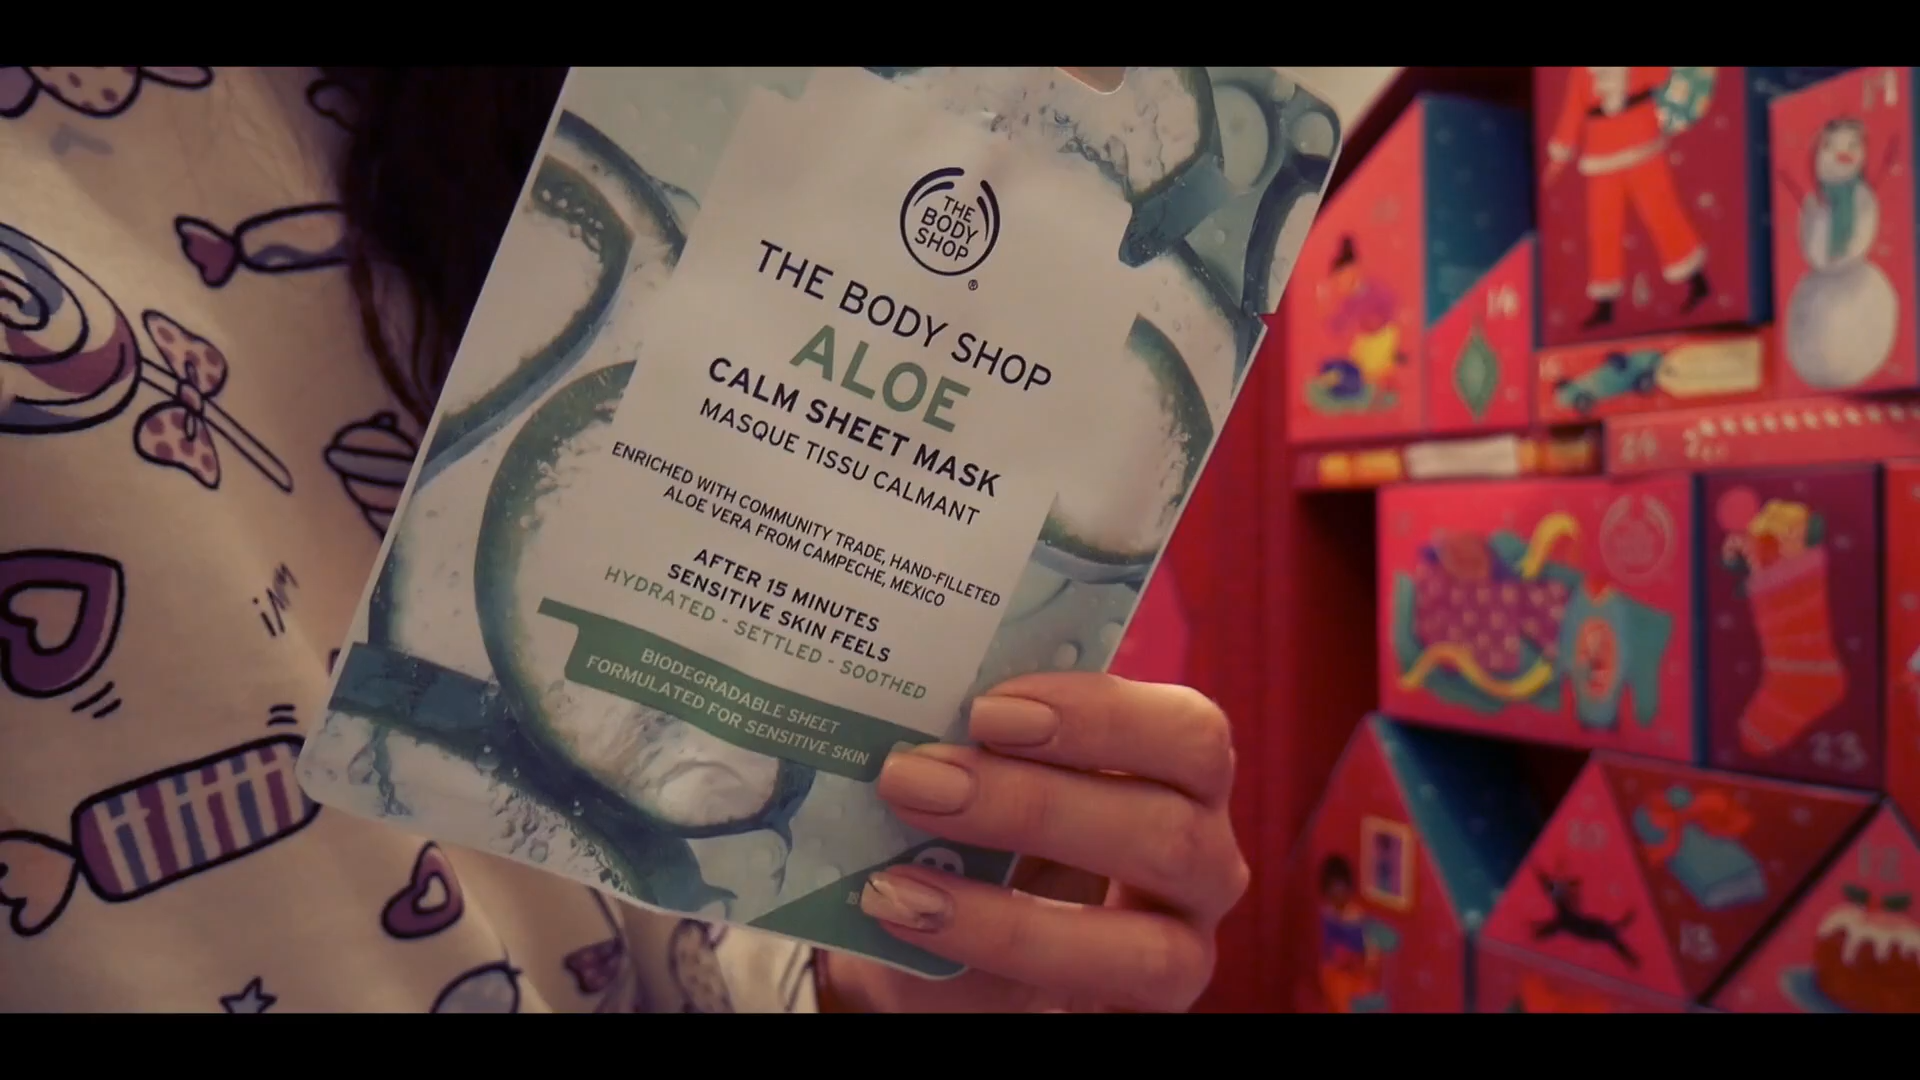 THE
BODY
SHOP
®
THE BODY SHOP
ALOE
CALM SHEET MASK
MASQUE TISSU CALMANT
ENRICHED WITH COMMUNITY TRADE, HAND-FILLETED
ALOE VERA FROM CAMPECHE, MEXICO
AFTER 15 MINUTES
SENSITIVE SKIN FEELS
HYDRATED - SETTLED - SOOTHED
BIODEGRADABLE SHEET
FORMULATED FOR SENSITIVE SKIN
23